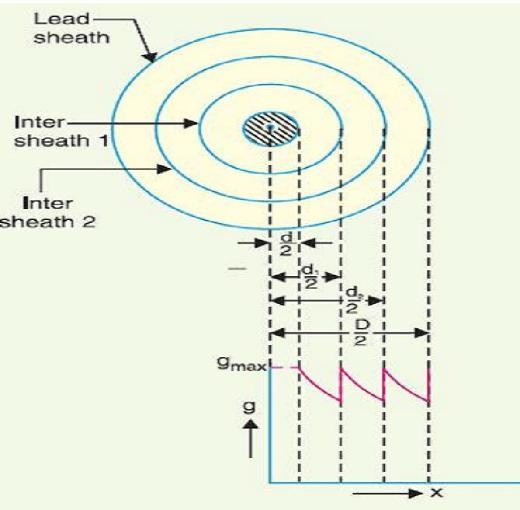 Lead
sheath
Inter
sheath 1
Inter
sheath 2
d
2
d₁
2
d₂
2
D
2
gmax
g
x